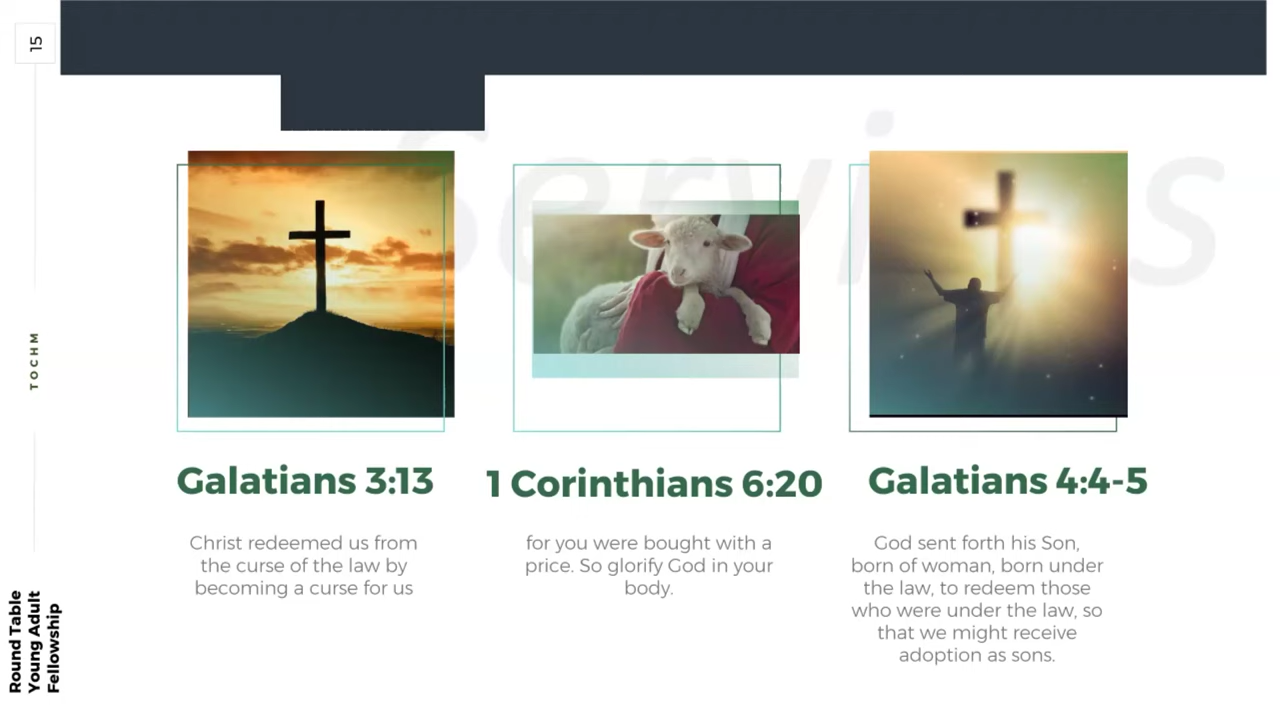 15
Services
TOCHM
Round Table
Young Adult
Fellowship
Galatians 3:13
Christ redeemed us from
the curse of the law by
becoming a curse for us
1 Corinthians 6:20
for you were bought with a
price. So glorify God in your
body.
Galatians 4:4-5
God sent forth his Son,
born of woman, born under
the law, to redeem those
who were under the law, so
that we might receive
adoption as sons.